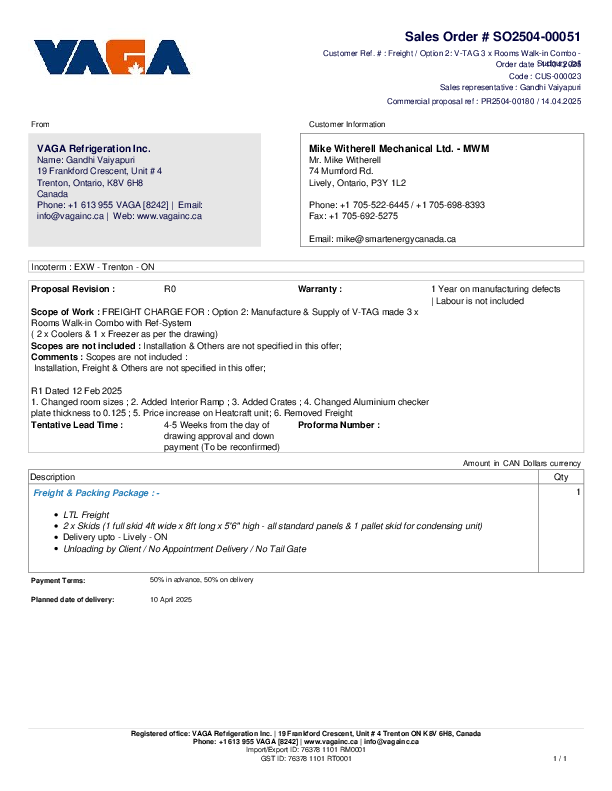 VAGA
Sales Order # SO2504-00051
Customer Ref. # : Freight / Option 2: V-TAG 3 x Rooms Walk-in Combo -
Order date : 14.04.2025
Code : CUS-000023
Sales representative : Gandhi Vaiyapuri
Commercial proposal ref : PR2504-00180 / 14.04.2025
From
Customer Information
VAGA Refrigeration Inc.
Name: Gandhi Vaiyapuri
19 Frankford Crescent, Unit # 4
Trenton, Ontario, K8V 6H8
Canada
Phone: +1 613 955 VAGA [8242] | Email:
info@vagainc.ca | Web: www.vagainc.ca
Mike Witherell Mechanical Ltd. - MWM
Mr. Mike Witherell
74 Mumford Rd.
Lively, Ontario, P3Y 1L2
Phone: +1 705-522-6445 / +1 705-698-8393
Fax: +1 705-692-5275
Email: mike@smartenergycanada.ca
Incoterm : EXW - Trenton - ON
Proposal Revision : R0 Warranty : 1 Year on manufacturing defects
| Labour is not included
Scope of Work : FREIGHT CHARGE FOR : Option 2: Manufacture & Supply of V-TAG made 3 x
Rooms Walk-in Combo with Ref-System
( 2 x Coolers & 1 x Freezer as per the drawing)
Scopes are not included : Installation & Others are not specified in this offer;
Comments : Scopes are not included :
Installation, Freight & Others are not specified in this offer;
R1 Dated 12 Feb 2025
1. Changed room sizes ; 2. Added Interior Ramp ; 3. Added Crates ; 4. Changed Aluminium checker
plate thickness to 0.125 ; 5. Price increase on Heatcraft unit; 6. Removed Freight
Tentative Lead Time : 4-5 Weeks from the day of Proforma Number :
drawing approval and down
payment (To be reconfirmed)
Amount in CAN Dollars currency
Description Qty
Freight & Packing Package : - 1
• LTL Freight
• 2 x Skids (1 full skid 4ft wide x 8ft long x 5'6" high - all standard panels & 1 pallet skid for condensing unit)
• Delivery upto - Lively - ON
• Unloading by Client / No Appointment Delivery / No Tail Gate
Payment Terms: 50% in advance, 50% on delivery
Planned date of delivery: 10 April 2025
Registered office: VAGA Refrigeration Inc. | 19 Frankford Crescent, Unit # 4 Trenton ON K8V 6H8, Canada
Phone: +1 613 955 VAGA [8242] | www.vagainc.ca | info@vagainc.ca
Import/Export ID: 76378 1101 RM0001
GST ID: 76378 1101 RT0001 1 / 1